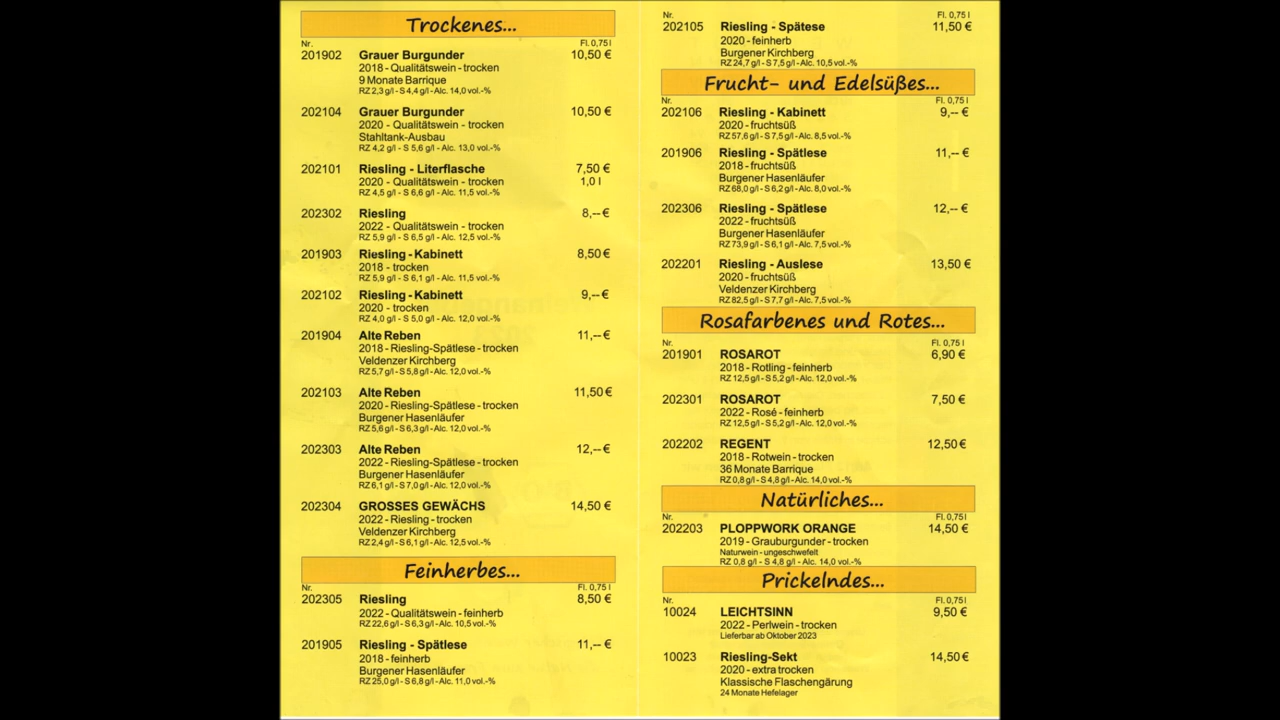 Trockenes...
Nr. Fl. 0,75 l
201902 Grauer Burgunder 10,50 €
2018 - Qualitätswein - trocken
9 Monate Barrique
RZ 2,3 g/l - S 4,4 g/l - Alc. 14,0 vol.-%
202104 Grauer Burgunder 10,50 €
2020 - Qualitätswein - trocken
Stahltank-Ausbau
RZ 4,2 g/l - S 5,6 g/l - Alc. 13,0 vol.-%
202101 Riesling - Literflasche 7,50 €
2020 - Qualitätswein - trocken 1,0 l
RZ 4,5 g/l - S 6,6 g/l - Alc. 11,5 vol.-%
202302 Riesling 8,-- €
2022 - Qualitätswein - trocken
RZ 5,9 g/l - S 6,5 g/l - Alc. 12,5 vol.-%
201903 Riesling - Kabinett 8,50 €
2018 - trocken
RZ 5,9 g/l - S 6,1 g/l - Alc. 11,5 vol.-%
202102 Riesling - Kabinett 9,-- €
2020 - trocken
RZ 4,0 g/l - S 5,0 g/l - Alc. 12,0 vol.-%
201904 Alte Reben 11,-- €
2018 - Riesling-Spätlese - trocken
Veldenzer Kirchberg
RZ 5,7 g/l - S 5,8 g/l - Alc. 12,0 vol.-%
202103 Alte Reben 11,50 €
2020 - Riesling-Spätlese - trocken
Burgener Hasenläufer
RZ 5,6 g/l - S 6,3 g/l - Alc. 12,0 vol.-%
202303 Alte Reben 12,-- €
2022 - Riesling-Spätlese - trocken
Burgener Hasenläufer
RZ 6,1 g/l - S 7,0 g/l - Alc. 12,0 vol.-%
202304 GROSSES GEWÄCHS 14,50 €
2022 - Riesling - trocken
Veldenzer Kirchberg
RZ 2,4 g/l - S 6,1 g/l - Alc. 12,5 vol.-%
Feinherbes...
Nr. Fl. 0,75 l
202305 Riesling 8,50 €
2022 - Qualitätswein - feinherb
RZ 22,6 g/l - S 6,3 g/l - Alc. 10,5 vol.-%
201905 Riesling - Spätlese 11,-- €
2018 - feinherb
Burgener Hasenläufer
RZ 25,0 g/l - S 6,8 g/l - Alc. 11,0 vol.-%
Nr. Fl. 0,75 l
202105 Riesling - Spätese 11,50 €
2020 - feinherb
Burgener Kirchberg
RZ 24,7 g/l - S 7,5 g/l - Alc. 10,5 vol.-%
Frucht- und Edelsüßes...
Nr. Fl. 0,75 l
202106 Riesling - Kabinett 9,-- €
2020 - fruchtsüß
RZ 57,6 g/l - S 7,5 g/l - Alc. 8,5 vol.-%
201906 Riesling - Spätlese 11,-- €
2018 - fruchtsüß
Burgener Hasenläufer
RZ 68,0 g/l - S 6,2 g/l - Alc. 8,0 vol.-%
202306 Riesling - Spätlese 12,-- €
2022 - fruchtsüß
Burgener Hasenläufer
RZ 73,9 g/l - S 6,1 g/l - Alc. 7,5 vol.-%
202201 Riesling - Auslese 13,50 €
2020 - fruchtsüß
Veldenzer Kirchberg
RZ 82,5 g/l - S 7,7 g/l - Alc. 7,5 vol.-%
Rosafarbenes und Rotes...
Nr. Fl. 0,75 l
201901 ROSAROT 6,90 €
2018 - Rotling - feinherb
RZ 12,5 g/l - S 5,2 g/l - Alc. 12,0 vol.-%
202301 ROSAROT 7,50 €
2022 - Rosé - feinherb
RZ 12,5 g/l - S 5,2 g/l - Alc. 12,0 vol.-%
202202 REGENT 12,50 €
2018 - Rotwein - trocken
36 Monate Barrique
RZ 0,8 g/l - S 4,8 g/l - Alc. 14,0 vol.-%
Natürliches...
Nr. Fl. 0,75 l
202203 PLOPPWORK ORANGE 14,50 €
2019 - Grauburgunder - trocken
Naturwein - ungeschwefelt
RZ 0,8 g/l - S 4,8 g/l - Alc. 14,0 vol.-%
Prickelndes...
Nr. Fl. 0,75 l
10024 LEICHTSINN 9,50 €
2022 - Perlwein - trocken
Lieferbar ab Oktober 2023
10023 Riesling-Sekt 14,50 €
2020 - extra trocken
Klassische Flaschengärung
24 Monate Hefelager